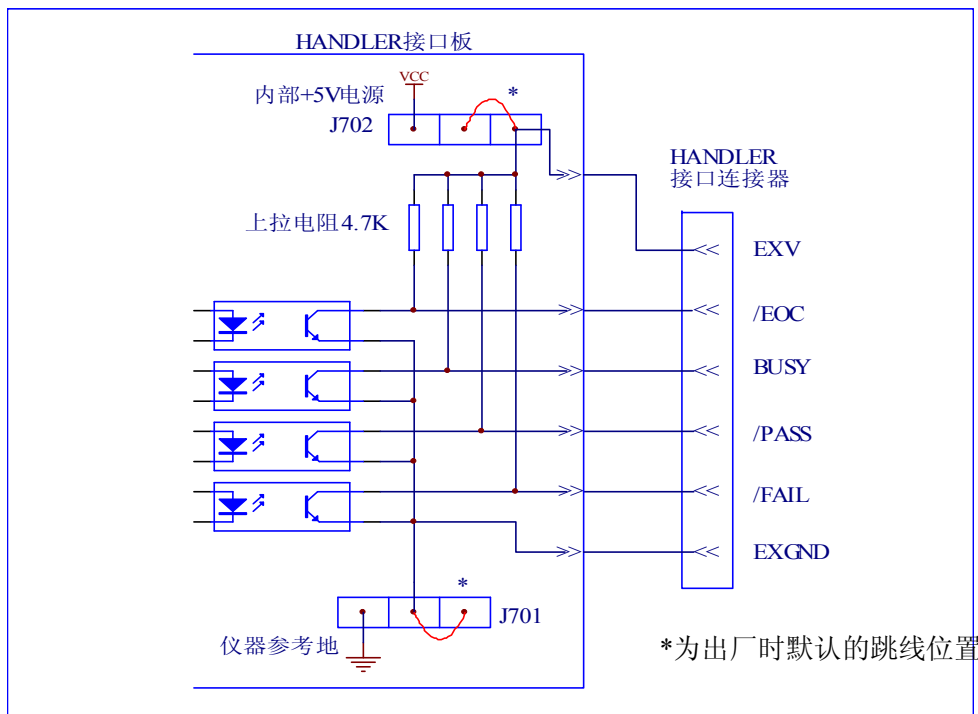 HANDLER接口板
VCC
内部+5V电源
*
J702
HANDLER
接口连接器
上拉电阻4.7K
EXV
/EOC
BUSY
/PASS
/FAIL
EXGND
*
J701
仪器参考地
*为出厂时默认的跳线位置